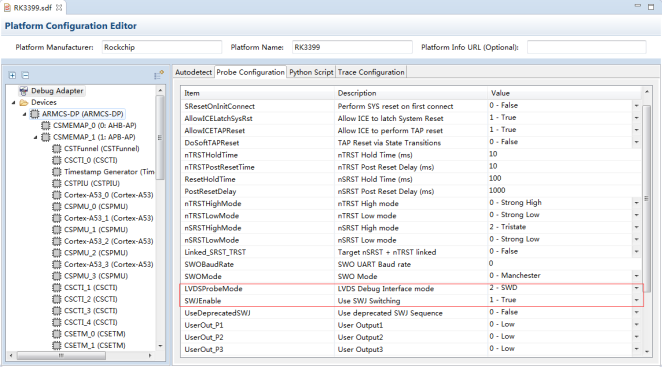 RK3399.sdf
Platform Configuration Editor
Platform Manufacturer: Rockchip Platform Name: RK3399 Platform Info URL (Optional):
Autodetect Probe Configuration Python Script Trace Configuration
Debug Adapter
Devices
ARMCS-DP (ARMCS-DP)
CSMEMAP_0 (0: AHB-AP)
CSMEMAP_1 (1: APB-AP)
CSTFunnel (CSTFunnel)
CSCTI_0 (CSCTI)
Timestamp Generator (Tim
CSTPIU (CSTPIU)
Cortex-A53_0 (Cortex-A53)
CSPMU_0 (CSPMU)
Cortex-A53_1 (Cortex-A53)
CSPMU_1 (CSPMU)
Cortex-A53_2 (Cortex-A53)
CSPMU_2 (CSPMU)
Cortex-A53_3 (Cortex-A53)
CSPMU_3 (CSPMU)
CSCTI_1 (CSCTI)
CSCTI_2 (CSCTI)
CSCTI_3 (CSCTI)
CSCTI_4 (CSCTI)
CSETM_0 (CSETM)
CSETM_1 (CSETM)
Item Description Value
SResetOnInitConnect Perform SYS reset on first connect 0 - False
AllowICELatchSysRst Allow ICE to latch System Reset 1 - True
AllowICETAPReset Allow ICE to perform TAP reset 1 - True
DoSoftTAPReset TAP Reset via State Transitions 0 - False
nTRSTHoldTime nTRST Hold Time (ms) 10
nTRSTPostResetTime nTRST Post Reset Delay (ms) 10
ResetHoldTime nSRST Hold Time (ms) 100
PostResetDelay nSRST Post Reset Delay (ms) 1000
nTRSTHighMode nTRST High mode 0 - Strong High
nTRSTLowMode nTRST Low mode 0 - Strong Low
nSRSTHighMode nSRST High mode 2 - Tristate
nSRSTLowMode nSRST Low mode 0 - Strong Low
Linked_SRST_TRST Target nSRST + nTRST linked 0 - False
SWOBaudRate SWO UART Baud rate 0
SWOMode SWO Mode 0 - Manchester
LVDSProbeMode LVDS Debug Interface mode 2 - SWD
SWJEnable Use SWJ Switching 1 - True
UseDeprecatedSWJ Use deprecated SWJ Sequence 0 - False
UserOut_P1 User Output1 0 - Low
UserOut_P2 User Output2 0 - Low
UserOut_P3 User Output3 0 - Low